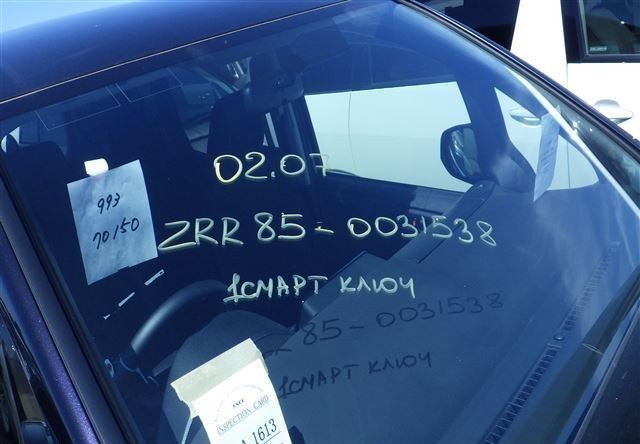 02.07
993
70150
ZRR 85 - 0031538
1СМАРТ КЛЮЧ
85 - 0031538
1СМАРТ КЛЮЧ
INSPECTION CARD
A 1613